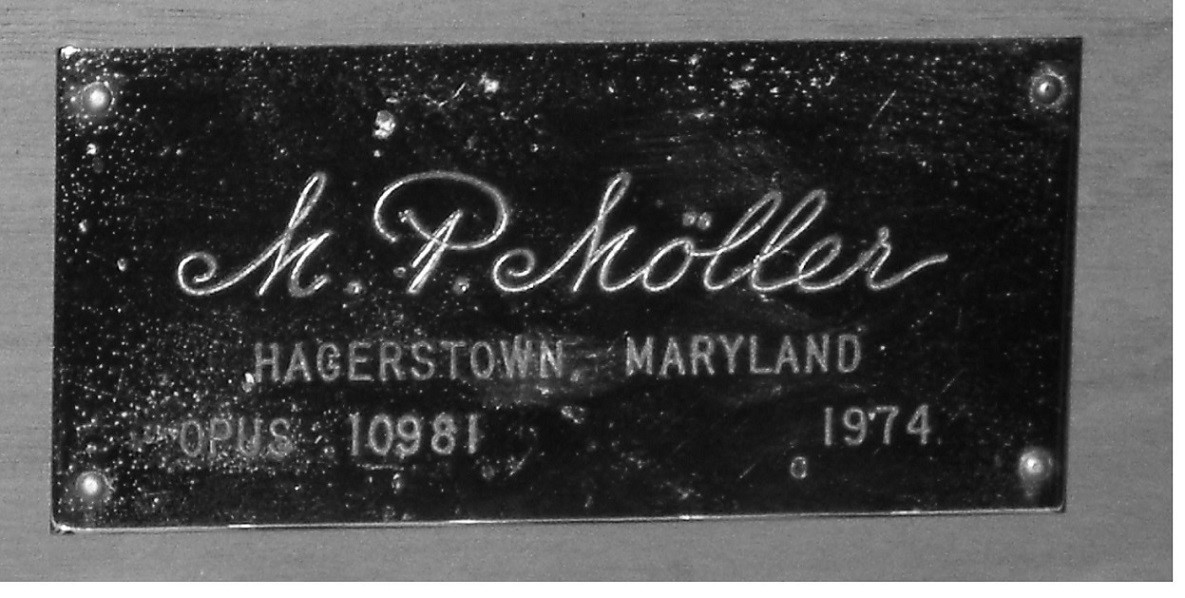 M. P. Möller
HAGERSTOWN, MARYLAND
OPUS 10981 1974